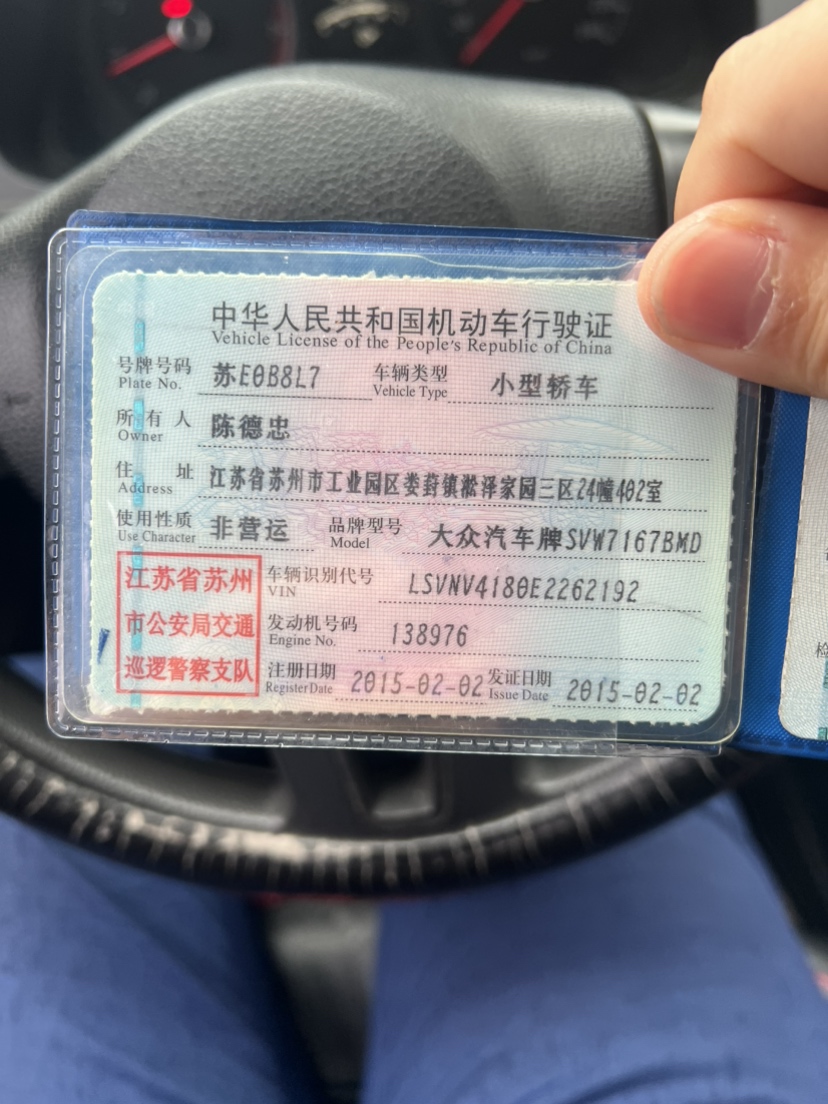 中华人民共和国机动车行驶证
Vehicle License of the People's Republic of China
号牌号码 苏E0B8L7 车辆类型 小型轿车
Plate No. Vehicle Type
所有人 陈德忠
Owner
住址 江苏省苏州市工业园区娄葑镇淞泽家园三区24幢402室
Address
使用性质 非营运 品牌型号 大众汽车牌SVW7167BMD
Use Character Model
江苏省苏州 车辆识别代号 LSVNV4180E2262192
VIN
市公安局交通 发动机号码 138976
Engine No.
巡逻警察支队 注册日期 2015-02-02 发证日期 2015-02-02
Register Date Issue Date
检